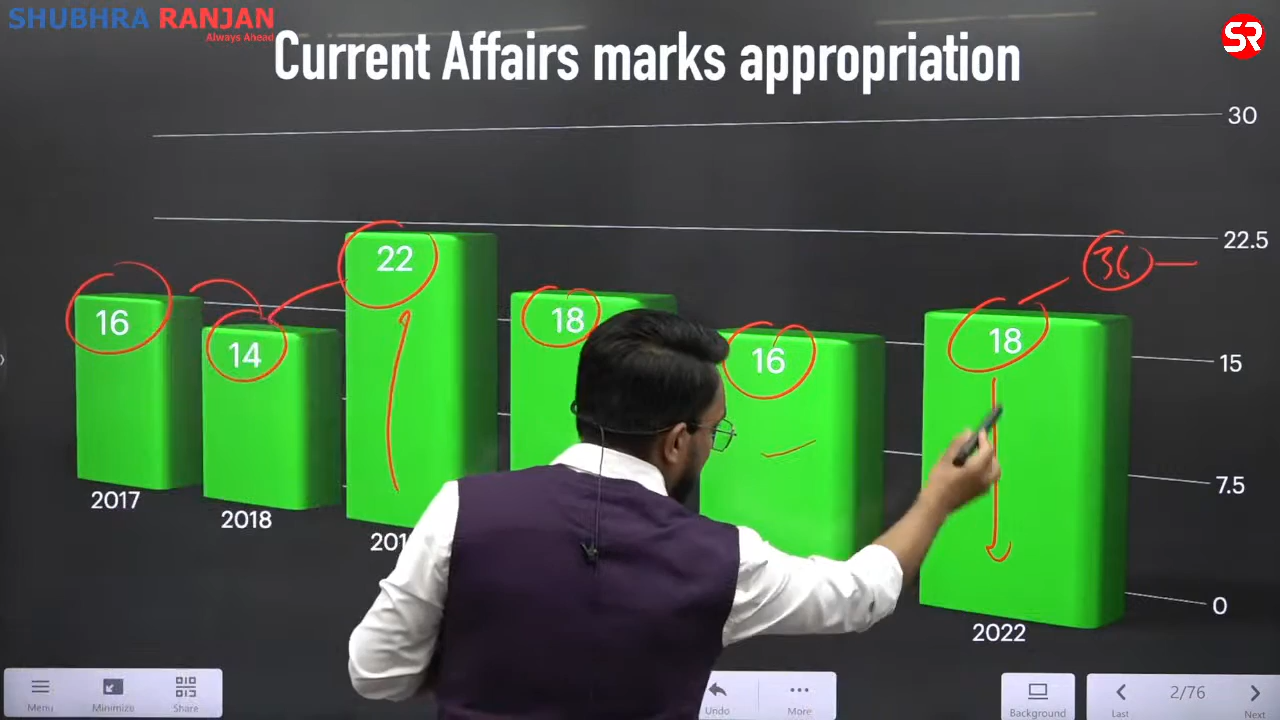 SHUBHRA RANJAN
Always Ahead
SR
Current Affairs marks appropriation
30
22.5
15
7.5
0
36
16
14
22
18
16
18
2017
2018
2022
Menu
Minimize
Share
Undo
More
Background
2/76
Last
Next